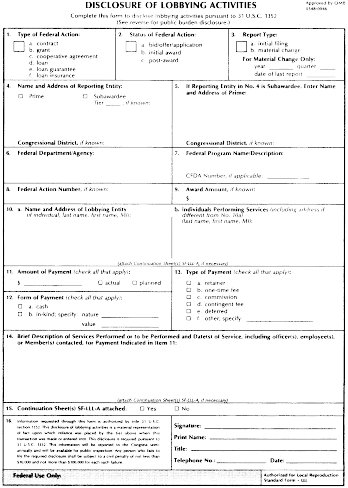 DISCLOSURE OF LOBBYING ACTIVITIES
Approved by OMB
0348-0046
Complete this form to disclose lobbying activities pursuant to 31 U.S.C. 1352
(See reverse for public burden disclosure.)
1. Type of Federal Action:
a. contract
b. grant
c. cooperative agreement
d. loan
e. loan guarantee
f. loan insurance
2. Status of Federal Action:
a. bid/offer/application
b. initial award
c. post-award
3. Report Type:
a. initial filing
b. material change
For Material Change Only:
year quarter
date of last report
4. Name and Address of Reporting Entity:
Prime Subawardee
Tier , if known:
Congressional District, if known:
5. If Reporting Entity in No. 4 is Subawardee, Enter Name
and Address of Prime:
Congressional District, if known:
6. Federal Department/Agency:
7. Federal Program Name/Description:
CFDA Number, if applicable:
8. Federal Action Number, if known:
9. Award Amount, if known:
$
10. a. Name and Address of Lobbying Entity
(if individual, last name, first name, MI):
b. Individuals Performing Services (including address if
different from No. 10a)
(last name, first name, MI):
(attach Continuation Sheet(s) SF-LLL-A, if necessary)
11. Amount of Payment (check all that apply):
$ actual planned
12. Form of Payment (check all that apply):
a. cash
b. in-kind; specify: nature
value
13. Type of Payment (check all that apply):
a. retainer
b. one-time fee
c. commission
d. contingent fee
e. deferred
f. other; specify:
14. Brief Description of Services Performed or to be Performed and Date(s) of Service, including officer(s), employee(s),
or Member(s) contacted, for Payment Indicated in Item 11:
(attach Continuation Sheet(s) SF-LLL-A, if necessary)
15. Continuation Sheet(s) SF-LLL-A attached: Yes No
16. Information requested through this form is authorized by title 31 U.S.C.
section 1352. This disclosure of lobbying activities is a material representation
of fact upon which reliance was placed by the tier above when this
transaction was made or entered into. This disclosure is required pursuant to
31 U.S.C. 1352. This information will be reported to the Congress semi-
annually and will be available for public inspection. Any person who fails to
file the required disclosure shall be subject to a civil penalty of not less than
$10,000 and not more than $100,000 for each such failure.
Signature:
Print Name:
Title:
Telephone No.: Date:
Federal Use Only:
Authorized for Local Reproduction
Standard Form - LLL